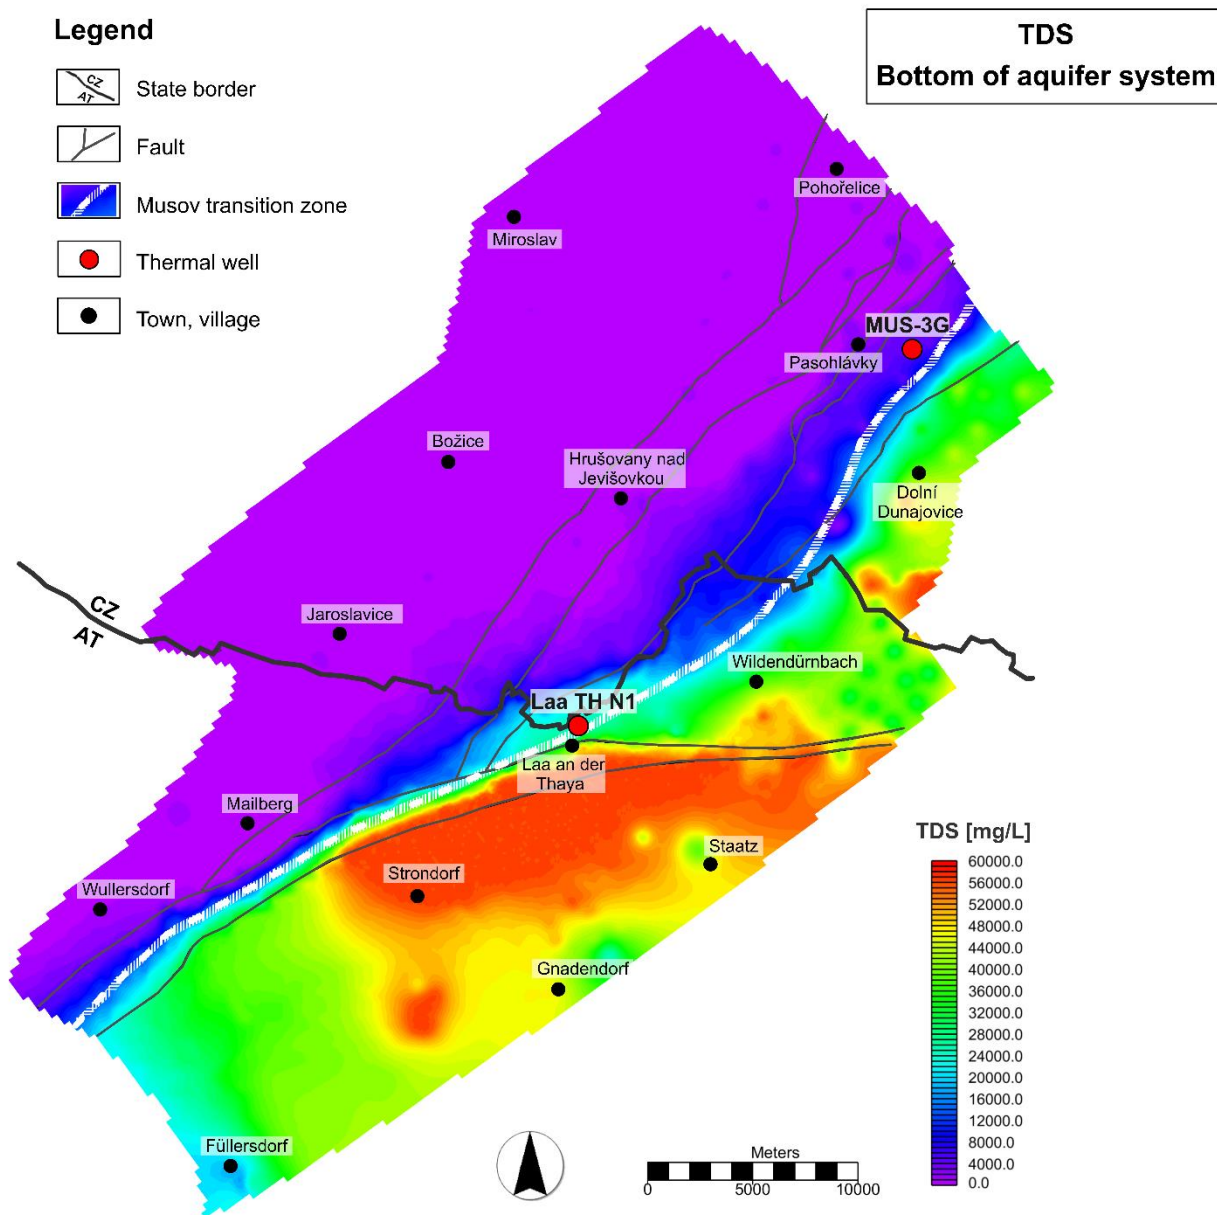 Legend
CZ
AT
State border
Fault
Musov transition zone
Thermal well
Town, village
TDS
Bottom of aquifer system
Pohořelice
Miroslav
MUS-3G
Pasohlávky
Božice
Hrušovany nad
Jevišovkou
Dolní
Dunajovice
CZ
AT
Jaroslavice
Wildendürnbach
Laa TH N1
Laa an der
Thaya
Mailberg
Staatz
Strondorf
Wullersdorf
Gnadendorf
Füllersdorf
TDS [mg/L]
60000.0
56000.0
52000.0
48000.0
44000.0
40000.0
36000.0
32000.0
28000.0
24000.0
20000.0
16000.0
12000.0
8000.0
4000.0
0.0
Meters
0 5000 10000